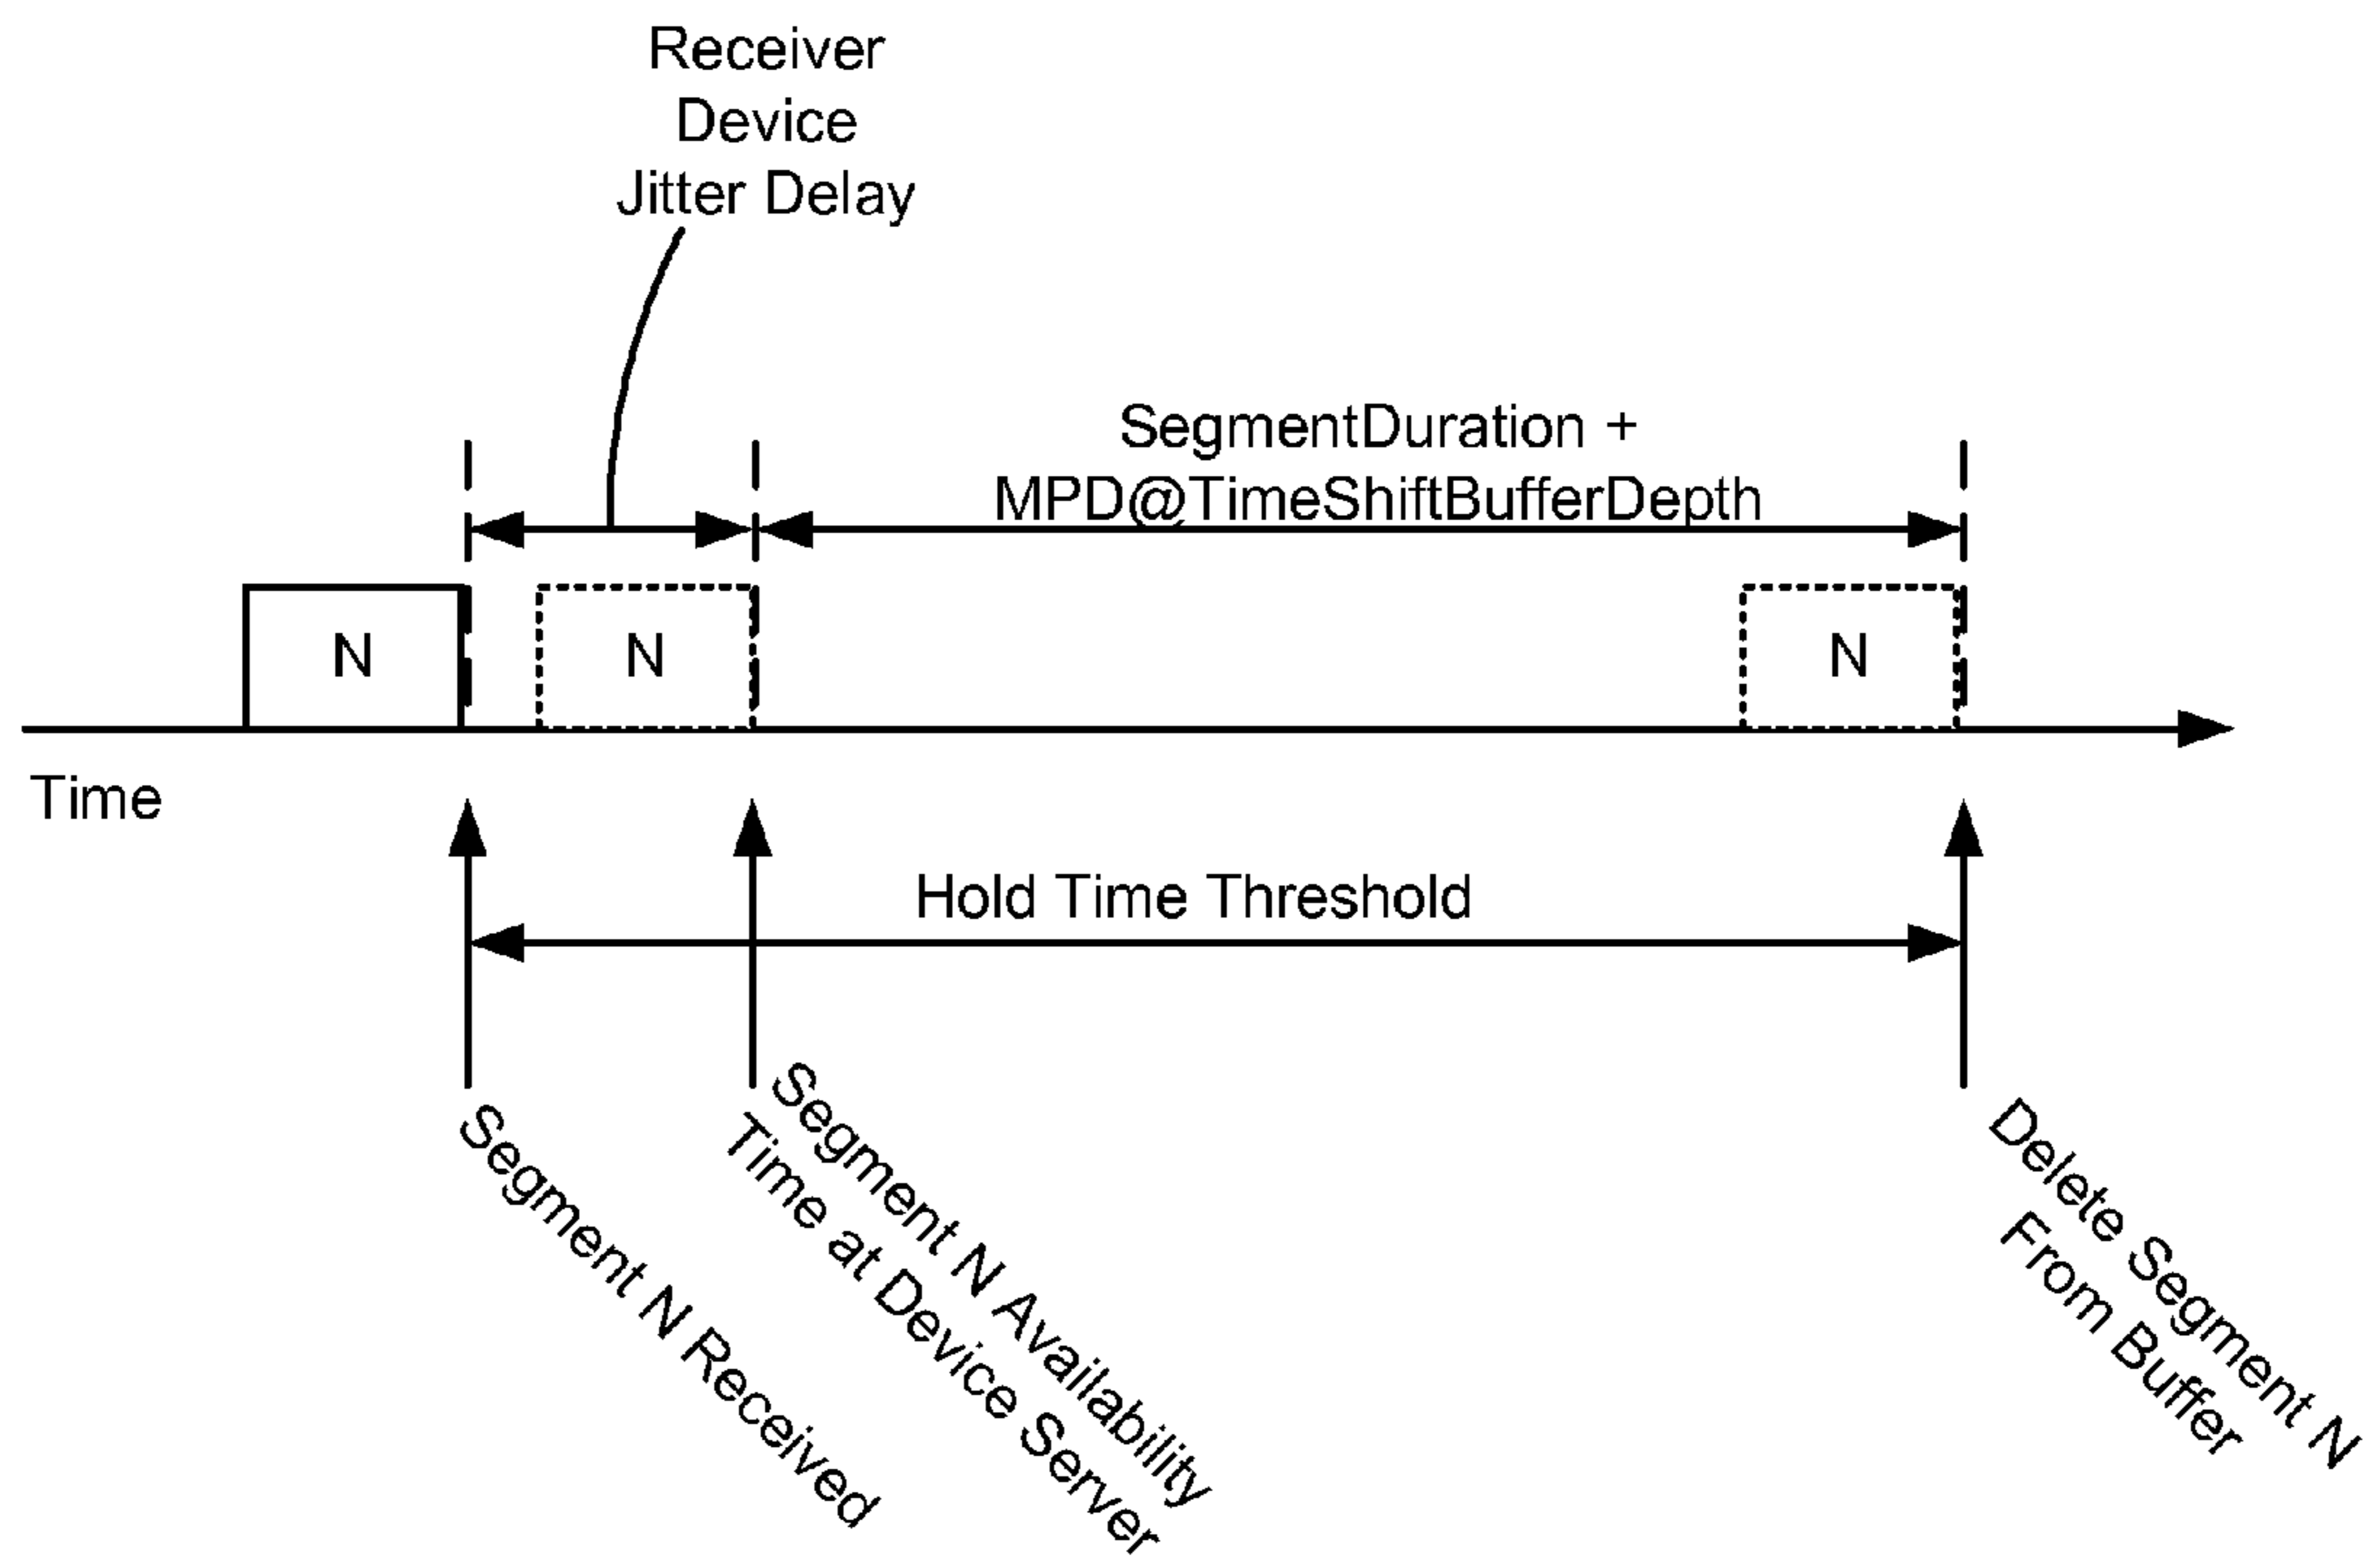 Receiver
Device
Jitter Delay
SegmentDuration +
MPD@TimeShiftBufferDepth
N
N
N
Time
Hold Time Threshold
Segment N Received
Segment N Availability
Time at Device Server
Delete Segment N
From Buffer